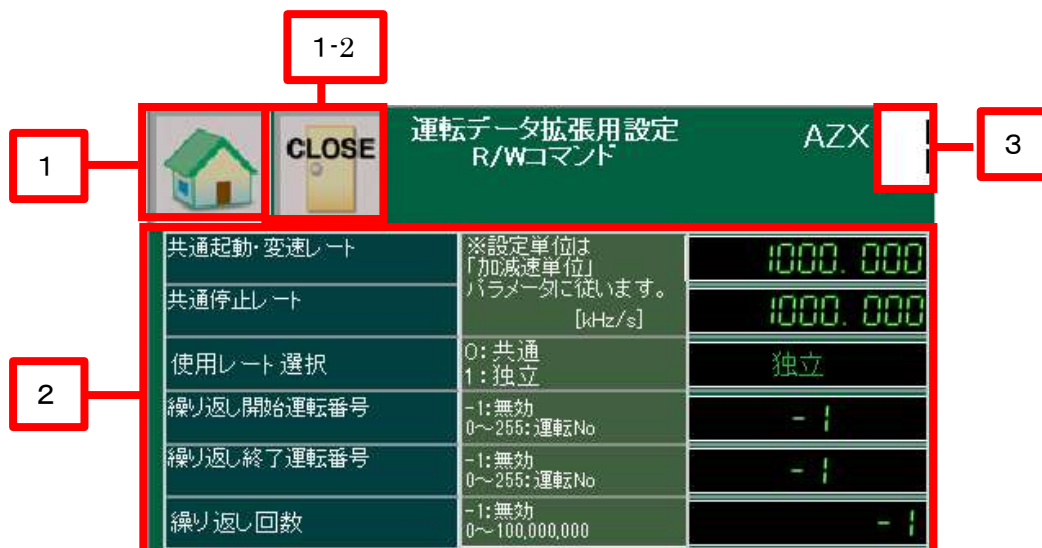 1-2
1
CLOSE
運転データ拡張用設定
R/Wコマンド
AZX
3
2
共通起動・変速レート
※設定単位は
「加減速単位」
パラメータに従います。
[kHz/s]
1000.000
共通停止レート
1000.000
使用レート選択
0:共通
1:独立
独立
繰り返し開始運転番号
-1:無効
0～255:運転No
-1
繰り返し終了運転番号
-1:無効
0～255:運転No
-1
繰り返し回数
-1:無効
0～100,000,000
-1